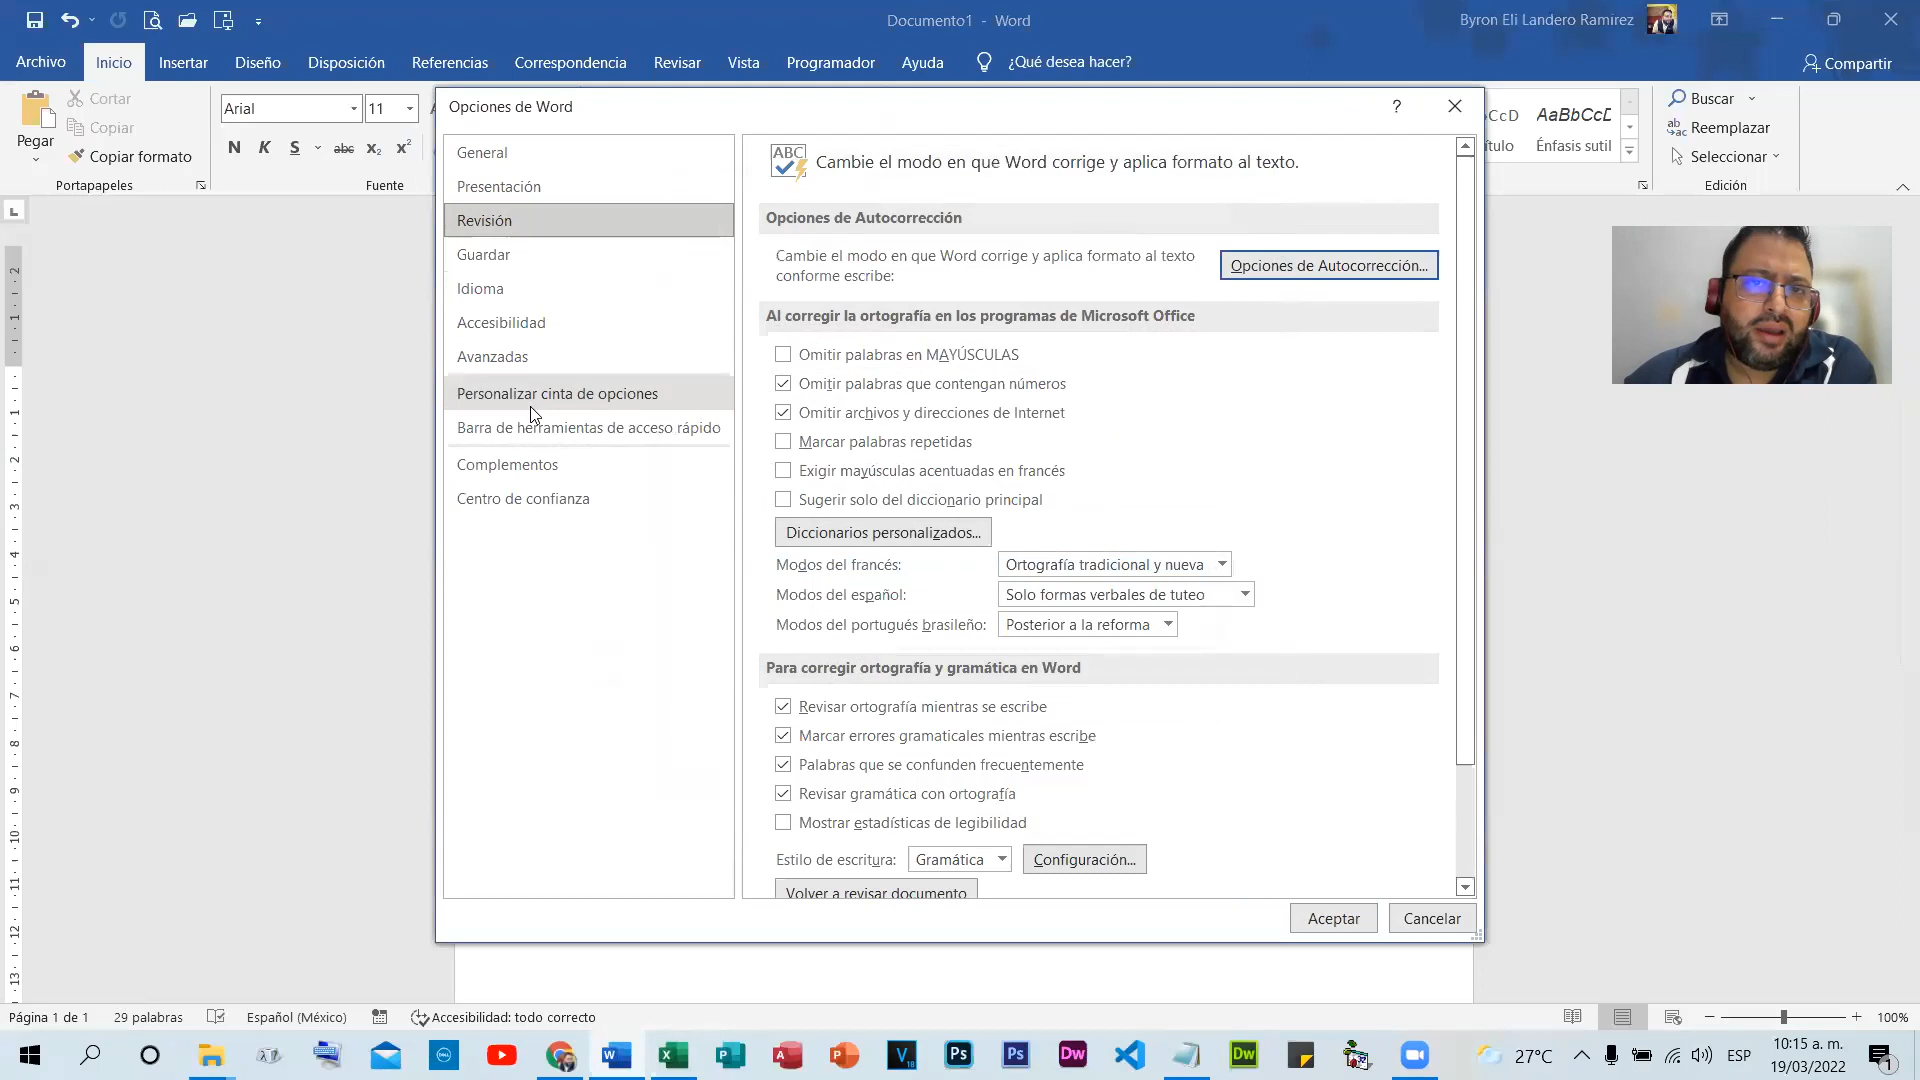 Documento1 - Word
Byron Eli Landero Ramirez
Archivo
Inicio
Insertar
Diseño
Disposición
Referencias
Correspondencia
Revisar
Vista
Programador
Ayuda
¿Qué desea hacer?
Compartir
Pegar
Cortar
Copiar
Copiar formato
Portapapeles
Arial
11
N K S abc x₂ x²
Fuente
AaBbCcD
Énfasis sutil
Buscar
Reemplazar
Seleccionar
Edición
Opciones de Word
?
General
Presentación
Revisión
Guardar
Idioma
Accesibilidad
Avanzadas
Personalizar cinta de opciones
Barra de herramientas de acceso rápido
Complementos
Centro de confianza
ABC
Cambie el modo en que Word corrige y aplica formato al texto.
Opciones de Autocorrección
Cambie el modo en que Word corrige y aplica formato al texto
conforme escribe:
Opciones de Autocorrección...
Al corregir la ortografía en los programas de Microsoft Office
Omitir palabras en MAYÚSCULAS
Omitir palabras que contengan números
Omitir archivos y direcciones de Internet
Marcar palabras repetidas
Exigir mayúsculas acentuadas en francés
Sugerir solo del diccionario principal
Diccionarios personalizados...
Modos del francés: Ortografía tradicional y nueva
Modos del español: Solo formas verbales de tuteo
Modos del portugués brasileño: Posterior a la reforma
Para corregir ortografía y gramática en Word
Revisar ortografía mientras se escribe
Marcar errores gramaticales mientras escribe
Palabras que se confunden frecuentemente
Revisar gramática con ortografía
Mostrar estadísticas de legibilidad
Estilo de escritura: Gramática Configuración...
Volver a revisar documento
Aceptar
Cancelar
Página 1 de 1
29 palabras
Español (México)
Accesibilidad: todo correcto
100%
27°C
ESP
10:15 a. m.
19/03/2022
1